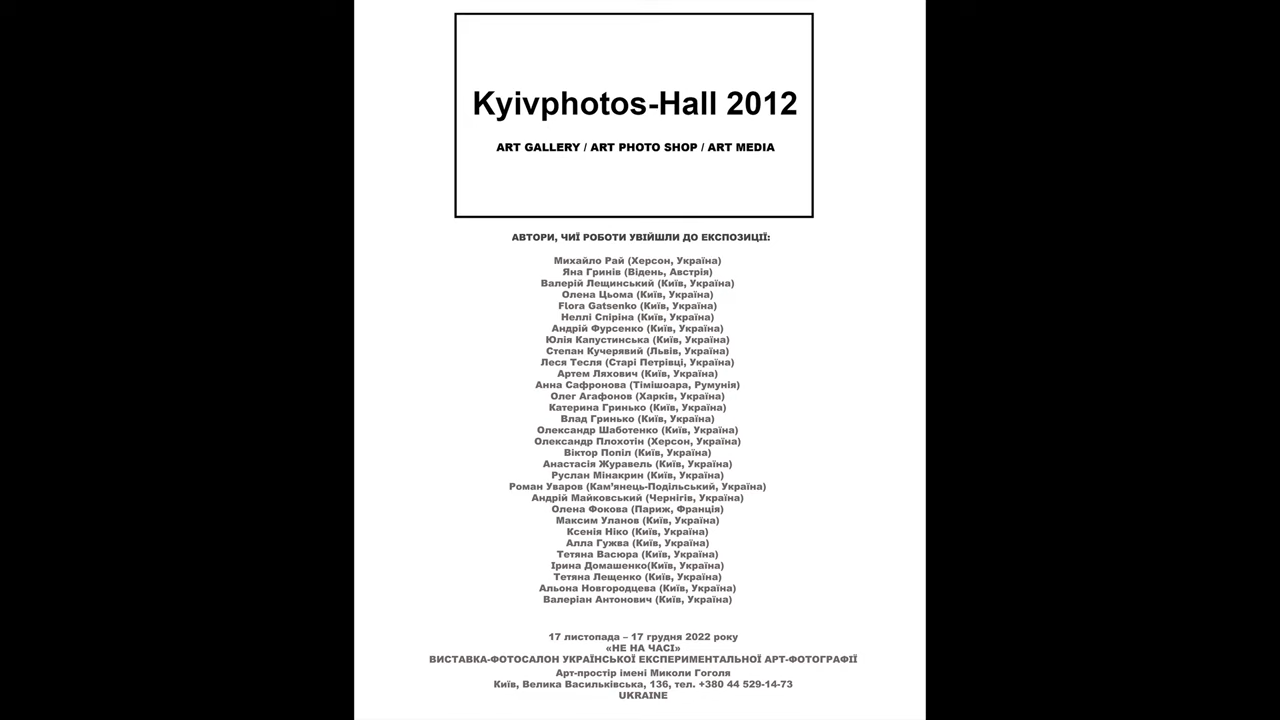 Kyivphotos-Hall 2012
ART GALLERY / ART PHOTO SHOP / ART MEDIA
АВТОРИ, ЧИЇ РОБОТИ УВІЙШЛИ ДО ЕКСПОЗИЦІЇ:
Михайло Рай (Херсон, Україна)
Яна Гринів (Відень, Австрія)
Валерій Лещинський (Київ, Україна)
Олена Цьома (Київ, Україна)
Flora Gatsenko (Київ, Україна)
Неллі Спіріна (Київ, Україна)
Андрій Фурсенко (Київ, Україна)
Юлія Капустинська (Київ, Україна)
Степан Кучерявий (Львів, Україна)
Леся Тесля (Старі Петрівці, Україна)
Артем Ляхович (Київ, Україна)
Анна Сафронова (Тімішоара, Румунія)
Олег Агафонов (Харків, Україна)
Катерина Гринько (Київ, Україна)
Влад Гринько (Київ, Україна)
Олександр Шаботенко (Київ, Україна)
Олександр Плохотін (Херсон, Україна)
Віктор Попіл (Київ, Україна)
Анастасія Журавель (Київ, Україна)
Руслан Мінакрин (Київ, Україна)
Роман Уваров (Кам’янець-Подільський, Україна)
Андрій Майковський (Чернігів, Україна)
Олена Фокова (Париж, Франція)
Максим Уланов (Київ, Україна)
Ксенія Ніко (Київ, Україна)
Алла Гужва (Київ, Україна)
Тетяна Васюра (Київ, Україна)
Ірина Домашенко(Київ, Україна)
Тетяна Лещенко (Київ, Україна)
Альона Новгородцева (Київ, Україна)
Валеріан Антонович (Київ, Україна)
17 листопада – 17 грудня 2022 року
«НЕ НА ЧАСІ»
ВИСТАВКА-ФОТОСАЛОН УКРАЇНСЬКОЇ ЕКСПЕРИМЕНТАЛЬНОЇ АРТ-ФОТОГРАФІЇ
Арт-простір імені Миколи Гоголя
Київ, Велика Васильківська, 136, тел. +380 44 529-14-73
UKRAINE